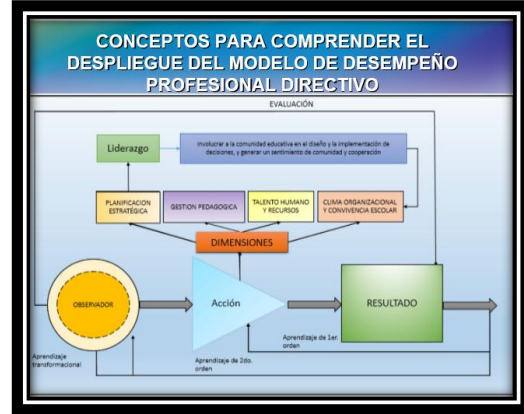 CONCEPTOS PARA COMPRENDER EL
DESPLIEGUE DEL MODELO DE DESEMPEÑO
PROFESIONAL DIRECTIVO
EVALUACIÓN
Liderazgo
Involucrar a la comunidad educativa en el diseño y la implementación de
decisiones, y generar un sentimiento de comunidad y cooperación
PLANIFICACION
ESTRATÉGICA
GESTION PEDAGOGICA
TALENTO HUMANO
Y RECURSOS
CLIMA ORGANIZACIONAL
Y CONVIVENCIA ESCOLAR
DIMENSIONES
OBSERVADOR
Acción
RESULTADO
Aprendizaje de 1er.
orden
Aprendizaje
transformacional
Aprendizaje de 2do.
orden